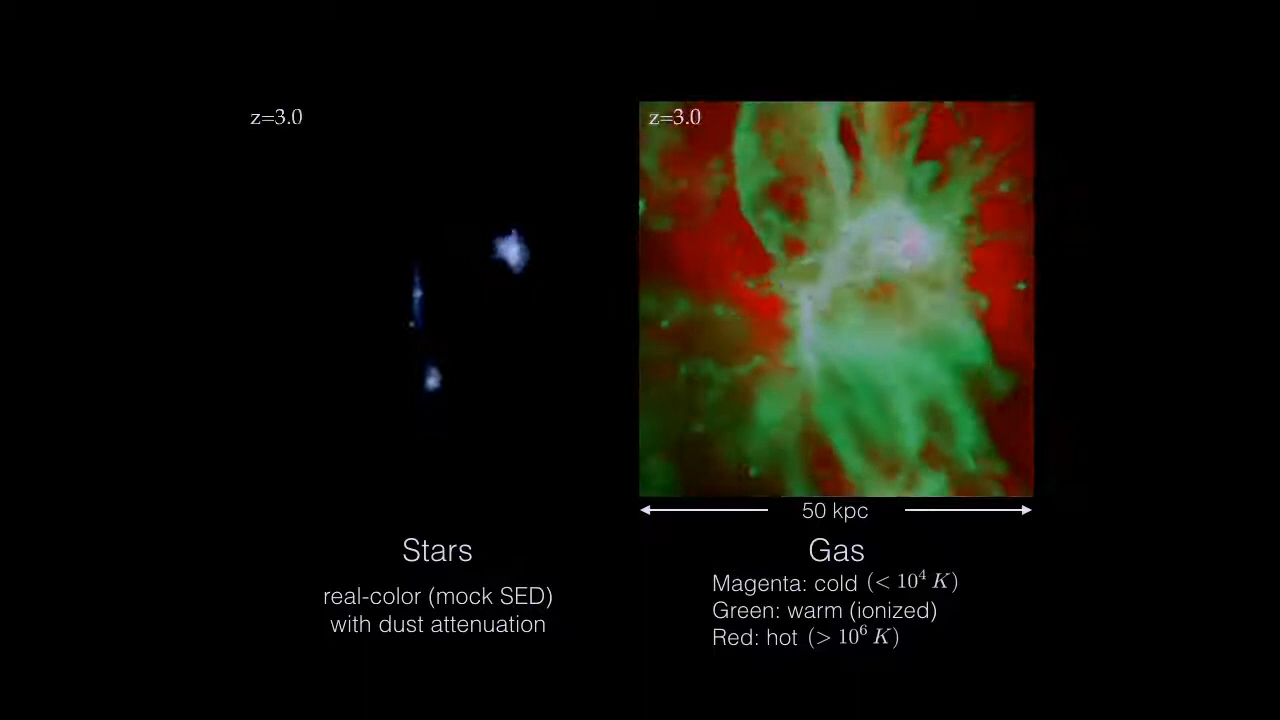 z=3.0
z=3.0
50 kpc
Stars
real-color (mock SED)
with dust attenuation
Gas
Magenta: cold (< 10⁴ K)
Green: warm (ionized)
Red: hot (> 10⁶ K)